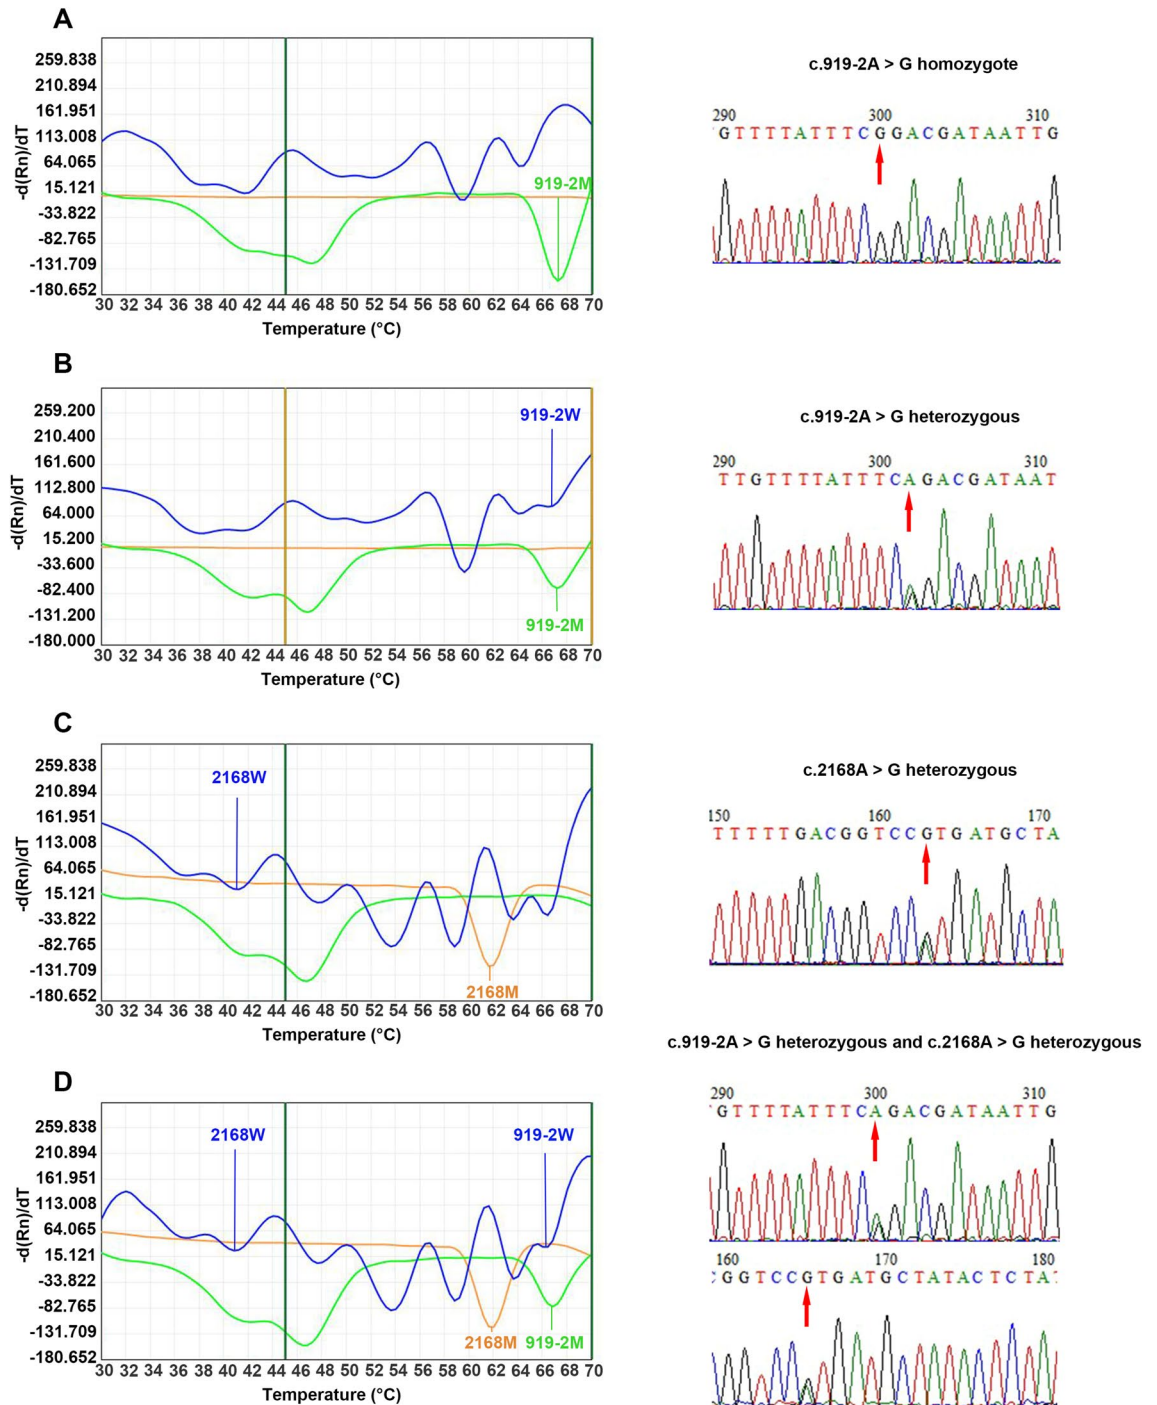 A
259.838
210.894
161.951
113.008
64.065
15.121
-33.822
-82.765
-131.709
-180.652
-d(Rn)/dT
919-2M
30 32 34 36 38 40 42 44 46 48 50 52 54 56 58 60 62 64 66 68 70
Temperature (°C)
c.919-2A > G homozygote
290 300 310
GTTTTATTTCGGACGATAATTG
B
259.200
210.400
161.600
112.800
64.000
15.200
-33.600
-82.400
-131.200
-180.000
-d(Rn)/dT
919-2W
919-2M
30 32 34 36 38 40 42 44 46 48 50 52 54 56 58 60 62 64 66 68 70
Temperature (°C)
c.919-2A > G heterozygous
290 300 310
TTGTTTTATTTCAGACGATAAT
C
259.838
210.894
161.951
113.008
64.065
15.121
-33.822
-82.765
-131.709
-180.652
-d(Rn)/dT
2168W
2168M
30 32 34 36 38 40 42 44 46 48 50 52 54 56 58 60 62 64 66 68 70
Temperature (°C)
c.2168A > G heterozygous
150 160 170
TTTTTGACGGTCCGTGATGCTA
D
259.838
210.894
161.951
113.008
64.065
15.121
-33.822
-82.765
-131.709
-180.652
-d(Rn)/dT
2168W 919-2W
2168M 919-2M
30 32 34 36 38 40 42 44 46 48 50 52 54 56 58 60 62 64 66 68 70
Temperature (°C)
c.919-2A > G heterozygous and c.2168A > G heterozygous
290 300 310
GTTTTATTTCAGACGATAATTG
160 170 180
GGTCCGTGATGCTATACTCTA